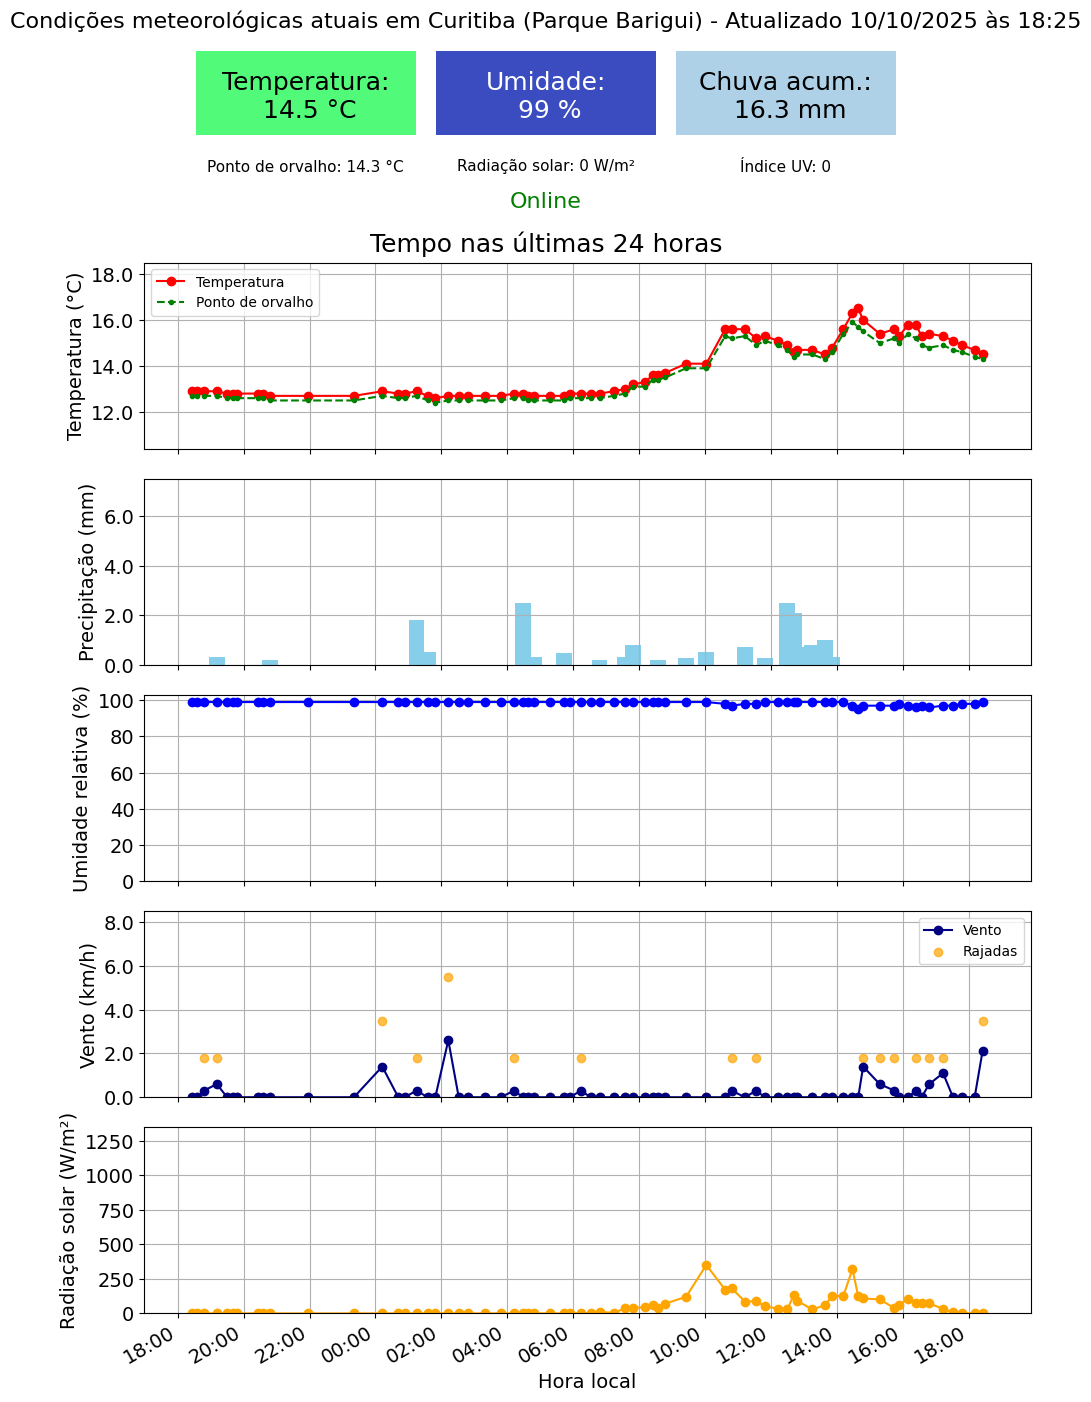 Condições meteorológicas atuais em Curitiba (Parque Barigui) - Atualizado 10/10/2025 às 18:25
Temperatura:
14.5 °C
Umidade:
99 %
Chuva acum.:
16.3 mm
Ponto de orvalho: 14.3 °C
Radiação solar: 0 W/m²
Índice UV: 0
Online
Tempo nas últimas 24 horas
Temperatura (°C)
18.0
16.0
14.0
12.0
Temperatura
Ponto de orvalho
Precipitação (mm)
6.0
4.0
2.0
0.0
Umidade relativa (%)
100
80
60
40
20
0
Vento (km/h)
8.0
6.0
4.0
2.0
0.0
Vento
Rajadas
Radiação solar (W/m²)
1250
1000
750
500
250
0
18:00 20:00 22:00 00:00 02:00 04:00 06:00 08:00 10:00 12:00 14:00 16:00 18:00
Hora local